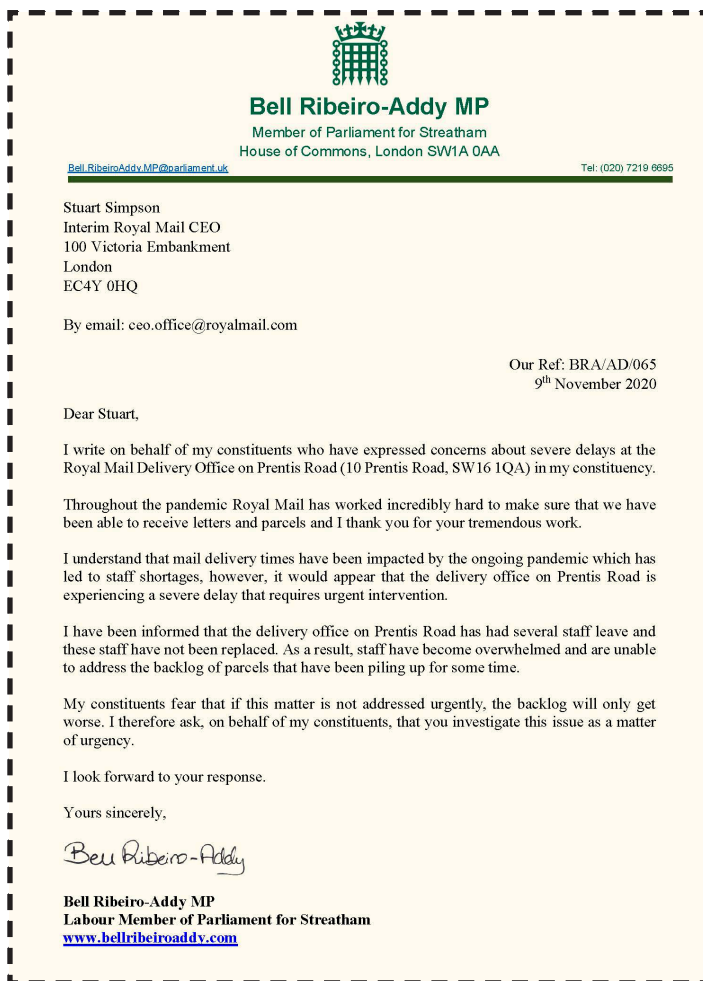 Bell Ribeiro-Addy MP
Member of Parliament for Streatham
House of Commons, London SW1A 0AA
Bell.RibeiroAddy.MP@parliament.uk Tel: (020) 7219 6695
Stuart Simpson
Interim Royal Mail CEO
100 Victoria Embankment
London
EC4Y 0HQ
By email: ceo.office@royalmail.com
Our Ref: BRA/AD/065
9th November 2020
Dear Stuart,
I write on behalf of my constituents who have expressed concerns about severe delays at the
Royal Mail Delivery Office on Prentis Road (10 Prentis Road, SW16 1QA) in my constituency.
Throughout the pandemic Royal Mail has worked incredibly hard to make sure that we have
been able to receive letters and parcels and I thank you for your tremendous work.
I understand that mail delivery times have been impacted by the ongoing pandemic which has
led to staff shortages, however, it would appear that the delivery office on Prentis Road is
experiencing a severe delay that requires urgent intervention.
I have been informed that the delivery office on Prentis Road has had several staff leave and
these staff have not been replaced. As a result, staff have become overwhelmed and are unable
to address the backlog of parcels that have been piling up for some time.
My constituents fear that if this matter is not addressed urgently, the backlog will only get
worse. I therefore ask, on behalf of my constituents, that you investigate this issue as a matter
of urgency.
I look forward to your response.
Yours sincerely,
Bell Ribeiro-Addy
Bell Ribeiro-Addy MP
Labour Member of Parliament for Streatham
www.bellribeiroaddy.com